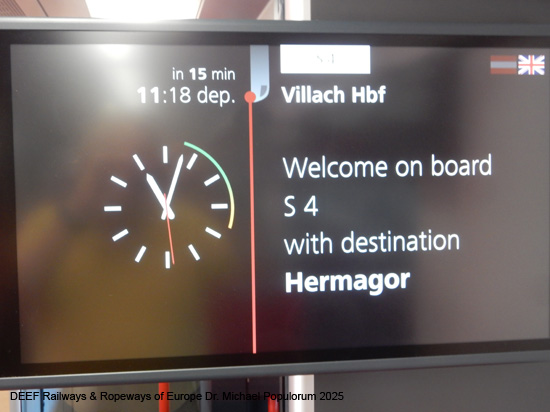 in 15 min
11:18 dep.
Villach Hbf
Welcome on board
S 4
with destination
Hermagor
DEEF Railways & Ropeways of Europe Dr. Michael Populorum 2025